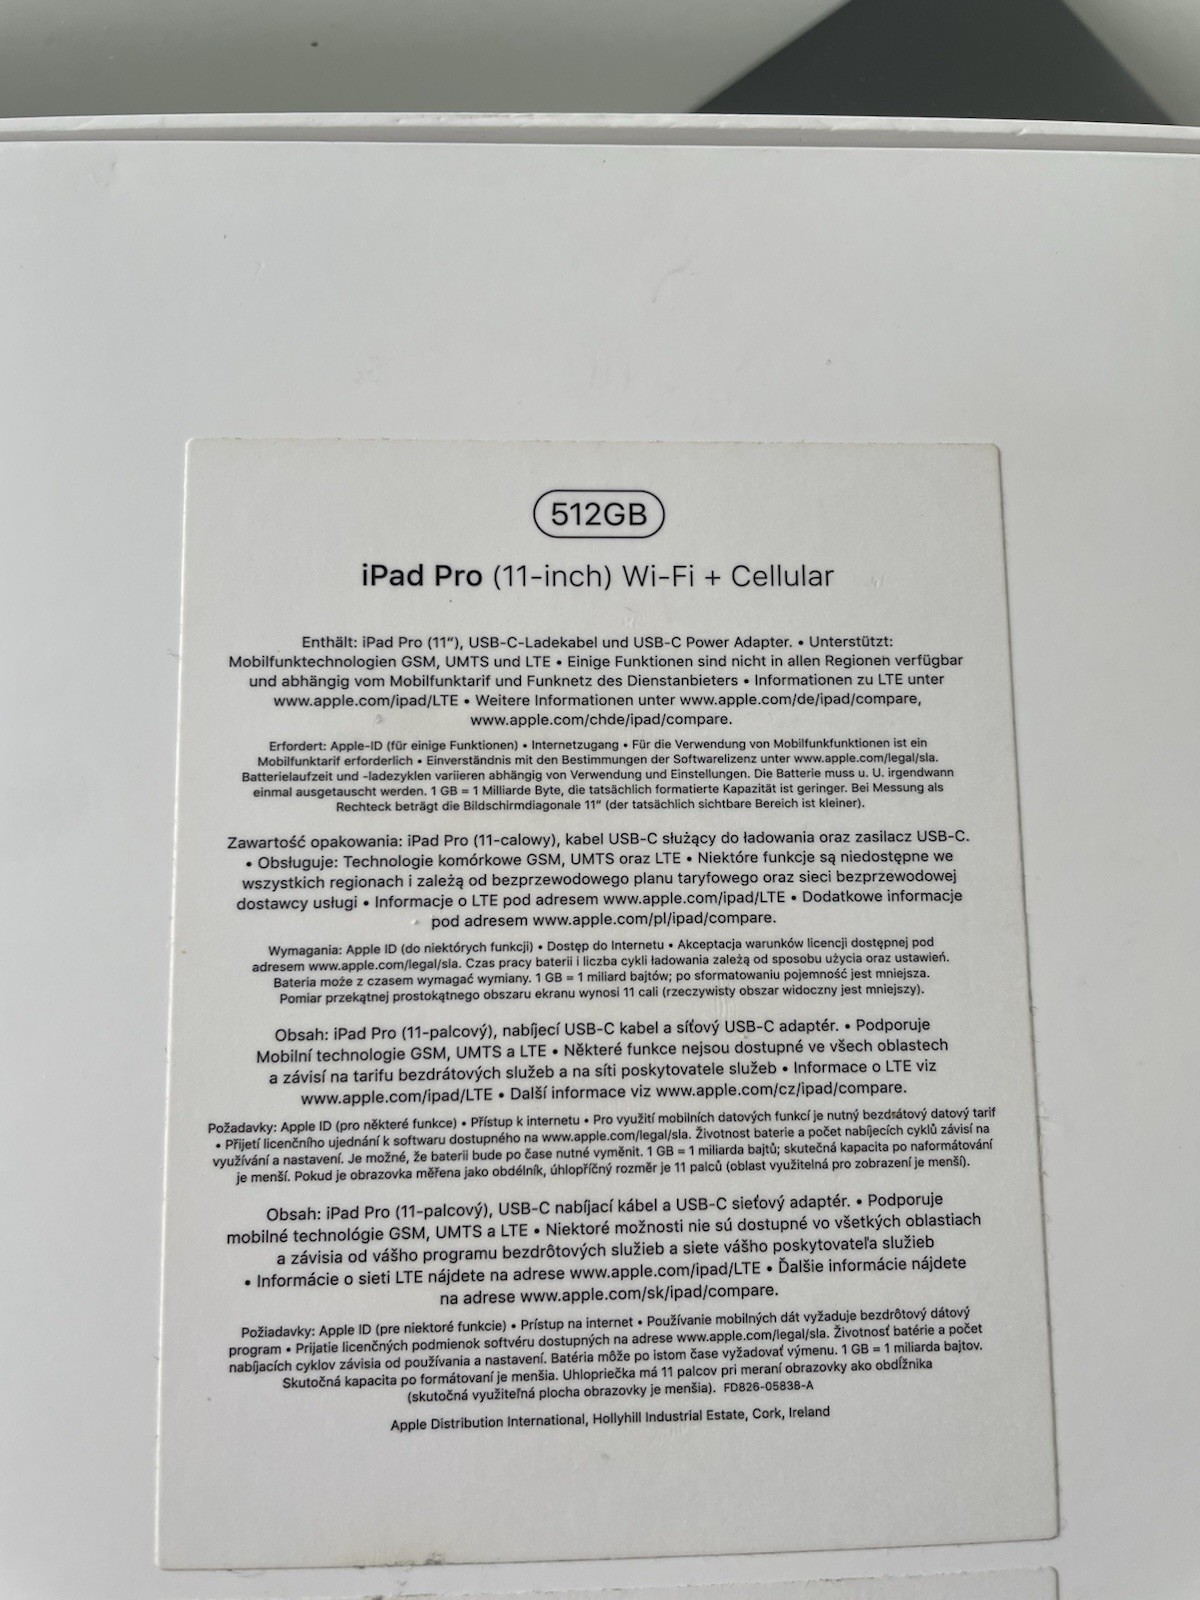 512GB
iPad Pro (11-inch) Wi-Fi + Cellular
Enthält: iPad Pro (11“), USB-C-Ladekabel und USB-C Power Adapter. • Unterstützt:
Mobilfunktechnologien GSM, UMTS und LTE • Einige Funktionen sind nicht in allen Regionen verfügbar
und abhängig vom Mobilfunktarif und Funknetz des Dienstanbieters • Informationen zu LTE unter
www.apple.com/ipad/LTE • Weitere Informationen unter www.apple.com/de/ipad/compare,
www.apple.com/chde/ipad/compare.
Erfordert: Apple-ID (für einige Funktionen) • Internetzugang • Für die Verwendung von Mobilfunkfunktionen ist ein
Mobilfunktarif erforderlich • Einverständnis mit den Bestimmungen der Softwarelizenz unter www.apple.com/legal/sla.
Batterielaufzeit und -ladezyklen variieren abhängig von Verwendung und Einstellungen. Die Batterie muss u. U. irgendwann
einmal ausgetauscht werden. 1 GB = 1 Milliarde Byte, die tatsächlich formatierte Kapazität ist geringer. Bei Messung als
Rechteck beträgt die Bildschirmdiagonale 11“ (der tatsächlich sichtbare Bereich ist kleiner).
Zawartość opakowania: iPad Pro (11-calowy), kabel USB-C służący do ładowania oraz zasilacz USB-C.
• Obsługuje: Technologie komórkowe GSM, UMTS oraz LTE • Niektóre funkcje są niedostępne we
wszystkich regionach i zależą od bezprzewodowego planu taryfowego oraz sieci bezprzewodowej
dostawcy usługi • Informacje o LTE pod adresem www.apple.com/ipad/LTE • Dodatkowe informacje
pod adresem www.apple.com/pl/ipad/compare.
Wymagania: Apple ID (do niektórych funkcji) • Dostęp do Internetu • Akceptacja warunków licencji dostępnej pod
adresem www.apple.com/legal/sla. Czas pracy baterii i liczba cykli ładowania zależą od sposobu użycia oraz ustawień.
Bateria może z czasem wymagać wymiany. 1 GB = 1 miliard bajtów; po sformatowaniu pojemność jest mniejsza.
Pomiar przekątnej prostokątnego obszaru ekranu wynosi 11 cali (rzeczywisty obszar widoczny jest mniejszy).
Obsah: iPad Pro (11-palcový), nabíjecí USB-C kabel a síťový USB-C adaptér. • Podporuje
Mobilní technologie GSM, UMTS a LTE • Některé funkce nejsou dostupné ve všech oblastech
a závisí na tarifu bezdrátových služeb a na síti poskytovatele služeb • Informace o LTE viz
www.apple.com/ipad/LTE • Další informace viz www.apple.com/cz/ipad/compare.
Požadavky: Apple ID (pro některé funkce) • Přístup k internetu • Pro využití mobilních datových funkcí je nutný bezdrátový datový tarif
• Přijetí licenčního ujednání k softwaru dostupného na www.apple.com/legal/sla. Životnost baterie a počet nabíjecích cyklů závisí na
využívání a nastavení. Je možné, že baterii bude po čase nutné vyměnit. 1 GB = 1 miliarda bajtů; skutečná kapacita po naformátování
je menší. Pokud je obrazovka měřena jako obdélník, úhlopříčný rozměr je 11 palců (oblast využitelná pro zobrazení je menší).
Obsah: iPad Pro (11-palcový), USB-C nabíjací kábel a USB-C sieťový adaptér. • Podporuje
mobilné technológie GSM, UMTS a LTE • Niektoré možnosti nie sú dostupné vo všetkých oblastiach
a závisia od vášho programu bezdrôtových služieb a siete vášho poskytovateľa služieb
• Informácie o sieti LTE nájdete na adrese www.apple.com/ipad/LTE • Ďalšie informácie nájdete
na adrese www.apple.com/sk/ipad/compare.
Požiadavky: Apple ID (pre niektoré funkcie) • Prístup na internet • Používanie mobilných dát vyžaduje bezdrôtový dátový
program • Prijatie licenčných podmienok softvéru dostupných na adrese www.apple.com/legal/sla. Životnosť batérie a počet
nabíjacích cyklov závisia od používania a nastavení. Batéria môže po istom čase vyžadovať výmenu. 1 GB = 1 miliarda bajtov.
Skutočná kapacita po formátovaní je menšia. Uhlopriečka má 11 palcov pri meraní obrazovky ako obdĺžnika
(skutočná využiteľná plocha obrazovky je menšia). FD826-05838-A
Apple Distribution International, Hollyhill Industrial Estate, Cork, Ireland